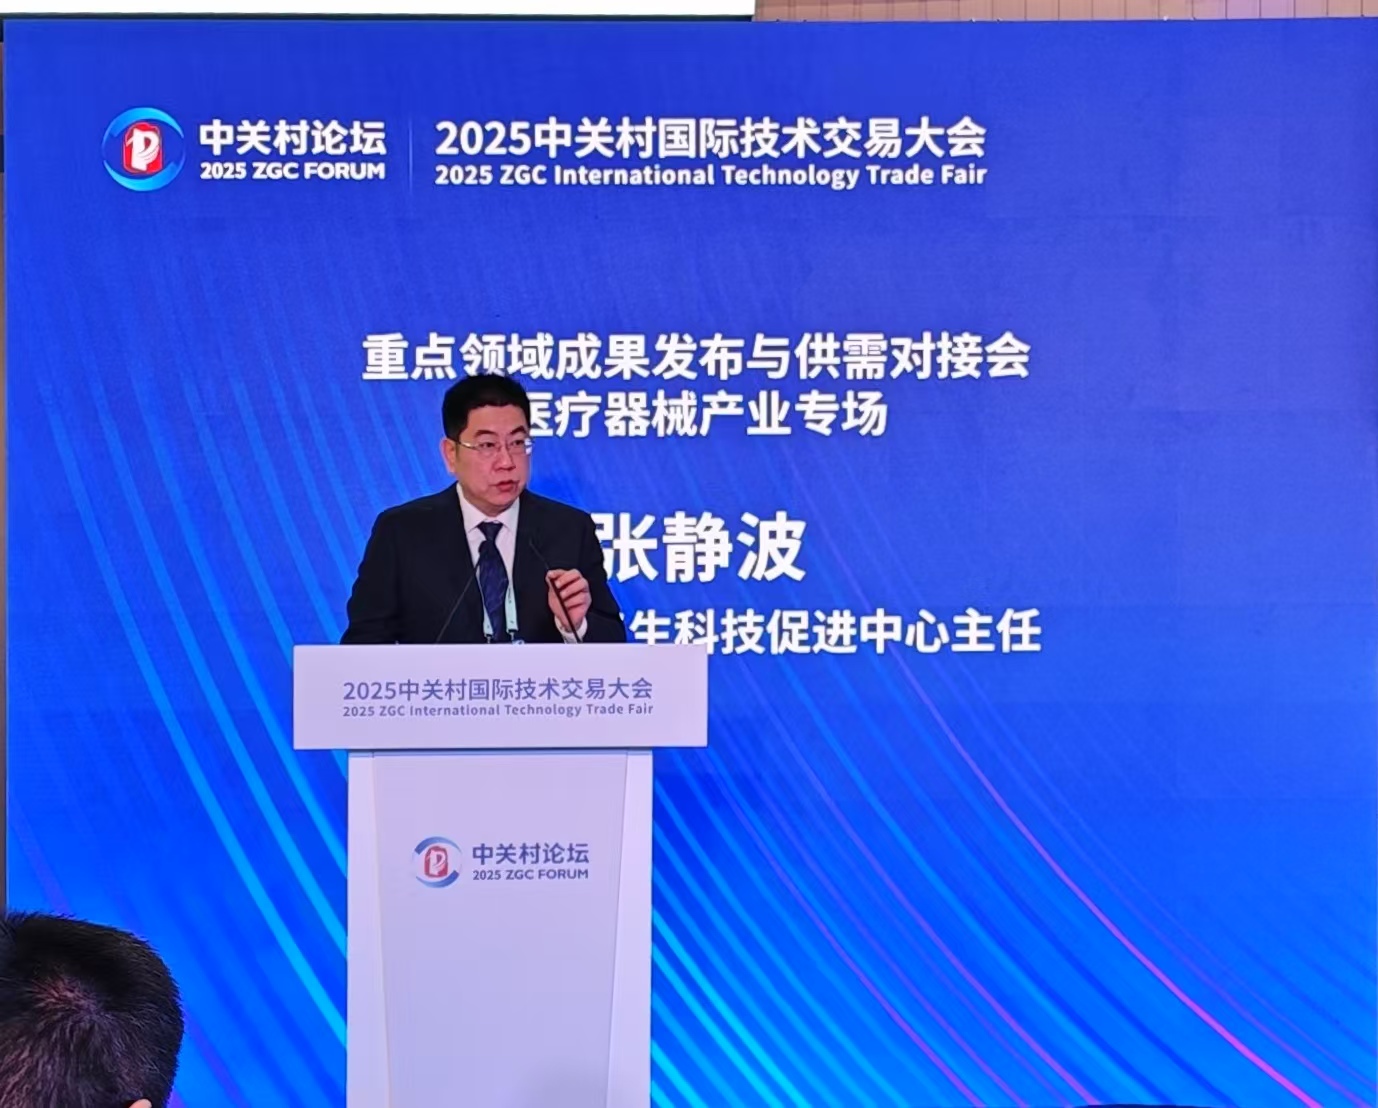 中关村论坛
2025 ZGC FORUM
2025中关村国际技术交易大会
2025 ZGC International Technology Trade Fair
重点领域成果发布与供需对接会
医疗器械产业专场
张静波
生科技促进中心主任
2025中关村国际技术交易大会
2025 ZGC International Technology Trade Fair
中关村论坛
2025 ZGC FORUM